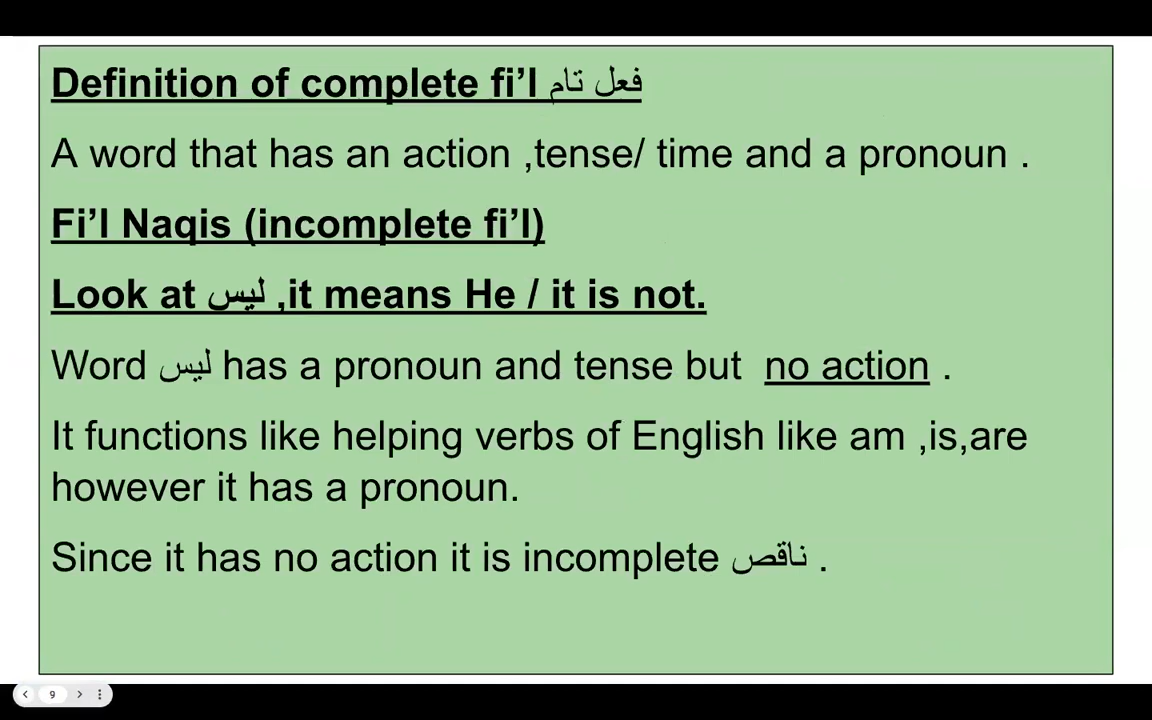 Definition of complete fi’l فعل تام
A word that has an action ,tense/ time and a pronoun .
Fi’l Naqis (incomplete fi’l)
Look at ليس ,it means He / it is not.
Word ليس has a pronoun and tense but no action .
It functions like helping verbs of English like am ,is,are
however it has a pronoun.
Since it has no action it is incomplete ناقص .
9